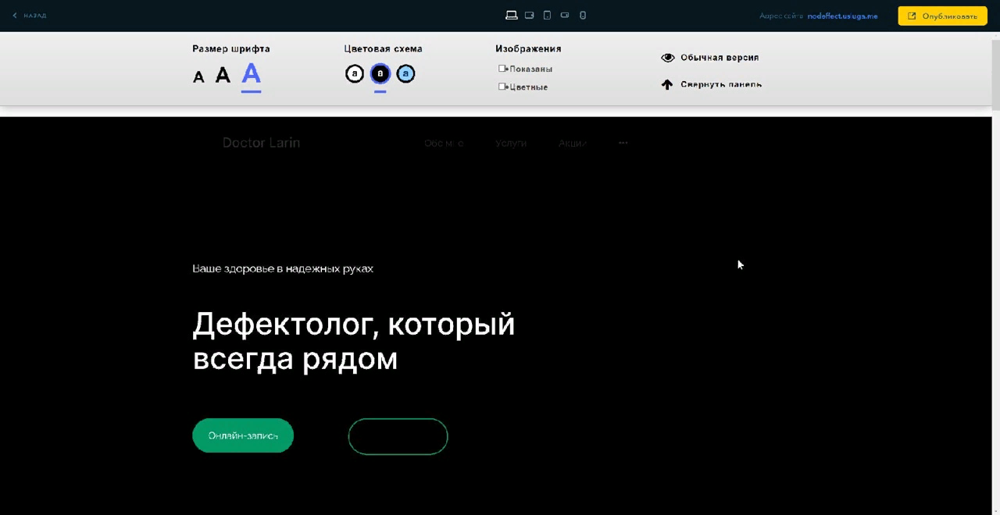 НАЗАД
Адрес сайта nodeffect.usluga.me
Опубликовать
Размер шрифта
Цветовая схема
Изображения
А А А
a a a
Показаны
Цветные
Обычная версия
Свернуть панель
Doctor Larin
Обо мне
Услуги
Акции
Ваше здоровье в надежных руках
Дефектолог, который
всегда рядом
Онлайн-запись